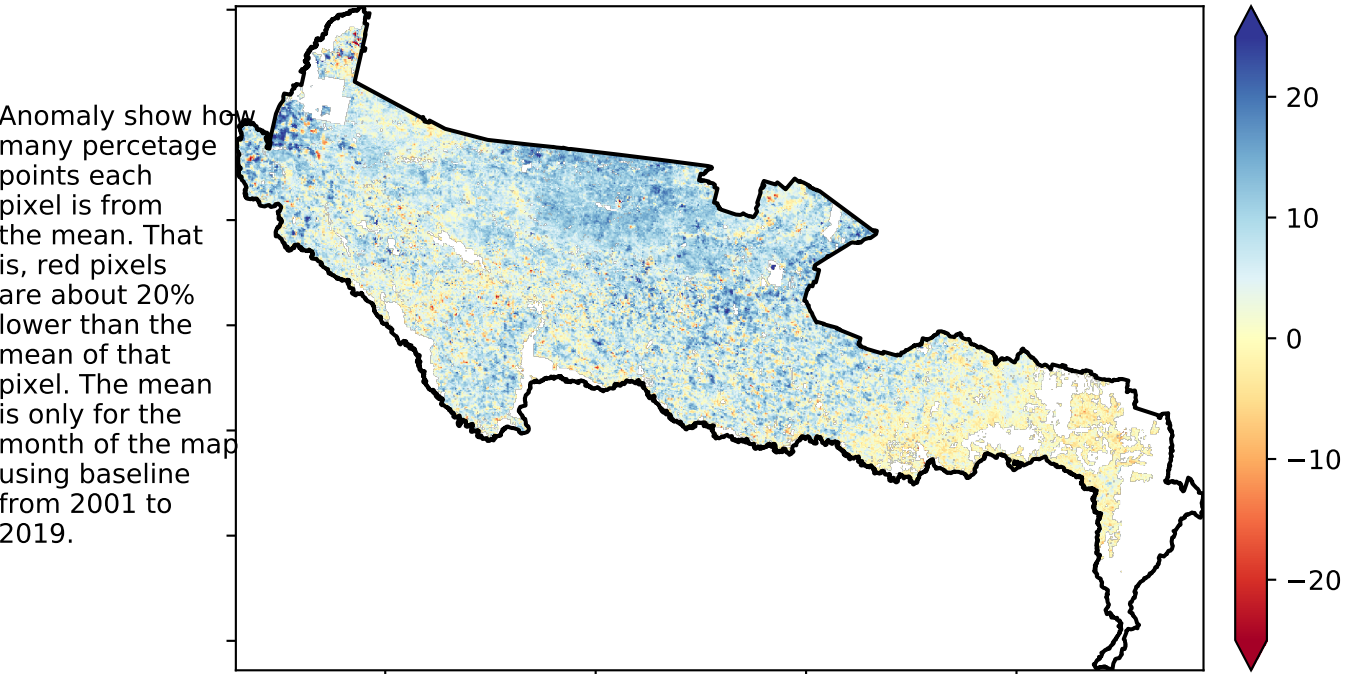 Anomaly show how
many percetage
points each
pixel is from
the mean. That
is, red pixels
are about 20%
lower than the
mean of that
pixel. The mean
is only for the
month of the map
using baseline
from 2001 to
2019.
20
10
0
−10
−20